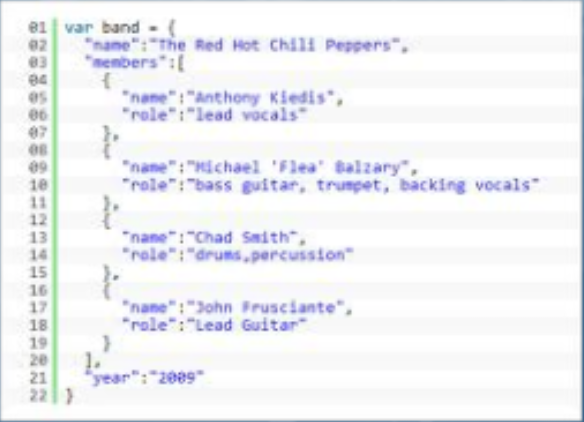 01 var band = {
02 "name":"The Red Hot Chili Peppers",
03 "members":[
04 {
05 "name":"Anthony Kiedis",
06 "role":"lead vocals"
07 },
08 {
09 "name":"Michael 'Flea' Balzary",
10 "role":"bass guitar, trumpet, backing vocals"
11 },
12 {
13 "name":"Chad Smith",
14 "role":"drums,percussion"
15 },
16 {
17 "name":"John Frusciante",
18 "role":"Lead Guitar"
19 }
20 ],
21 "year":"2009"
22 }